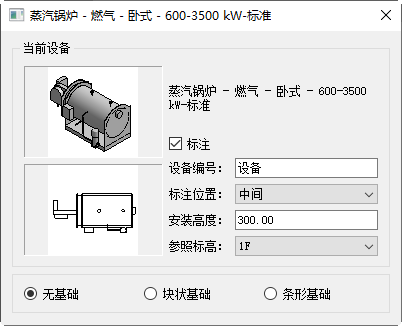 蒸汽锅炉 - 燃气 - 卧式 - 600-3500 kW-标准
当前设备
蒸汽锅炉 - 燃气 - 卧式 - 600-3500
kW-标准
标注
设备编号: 设备
标注位置: 中间
安装高度: 300.00
参照标高: 1F
无基础 块状基础 条形基础